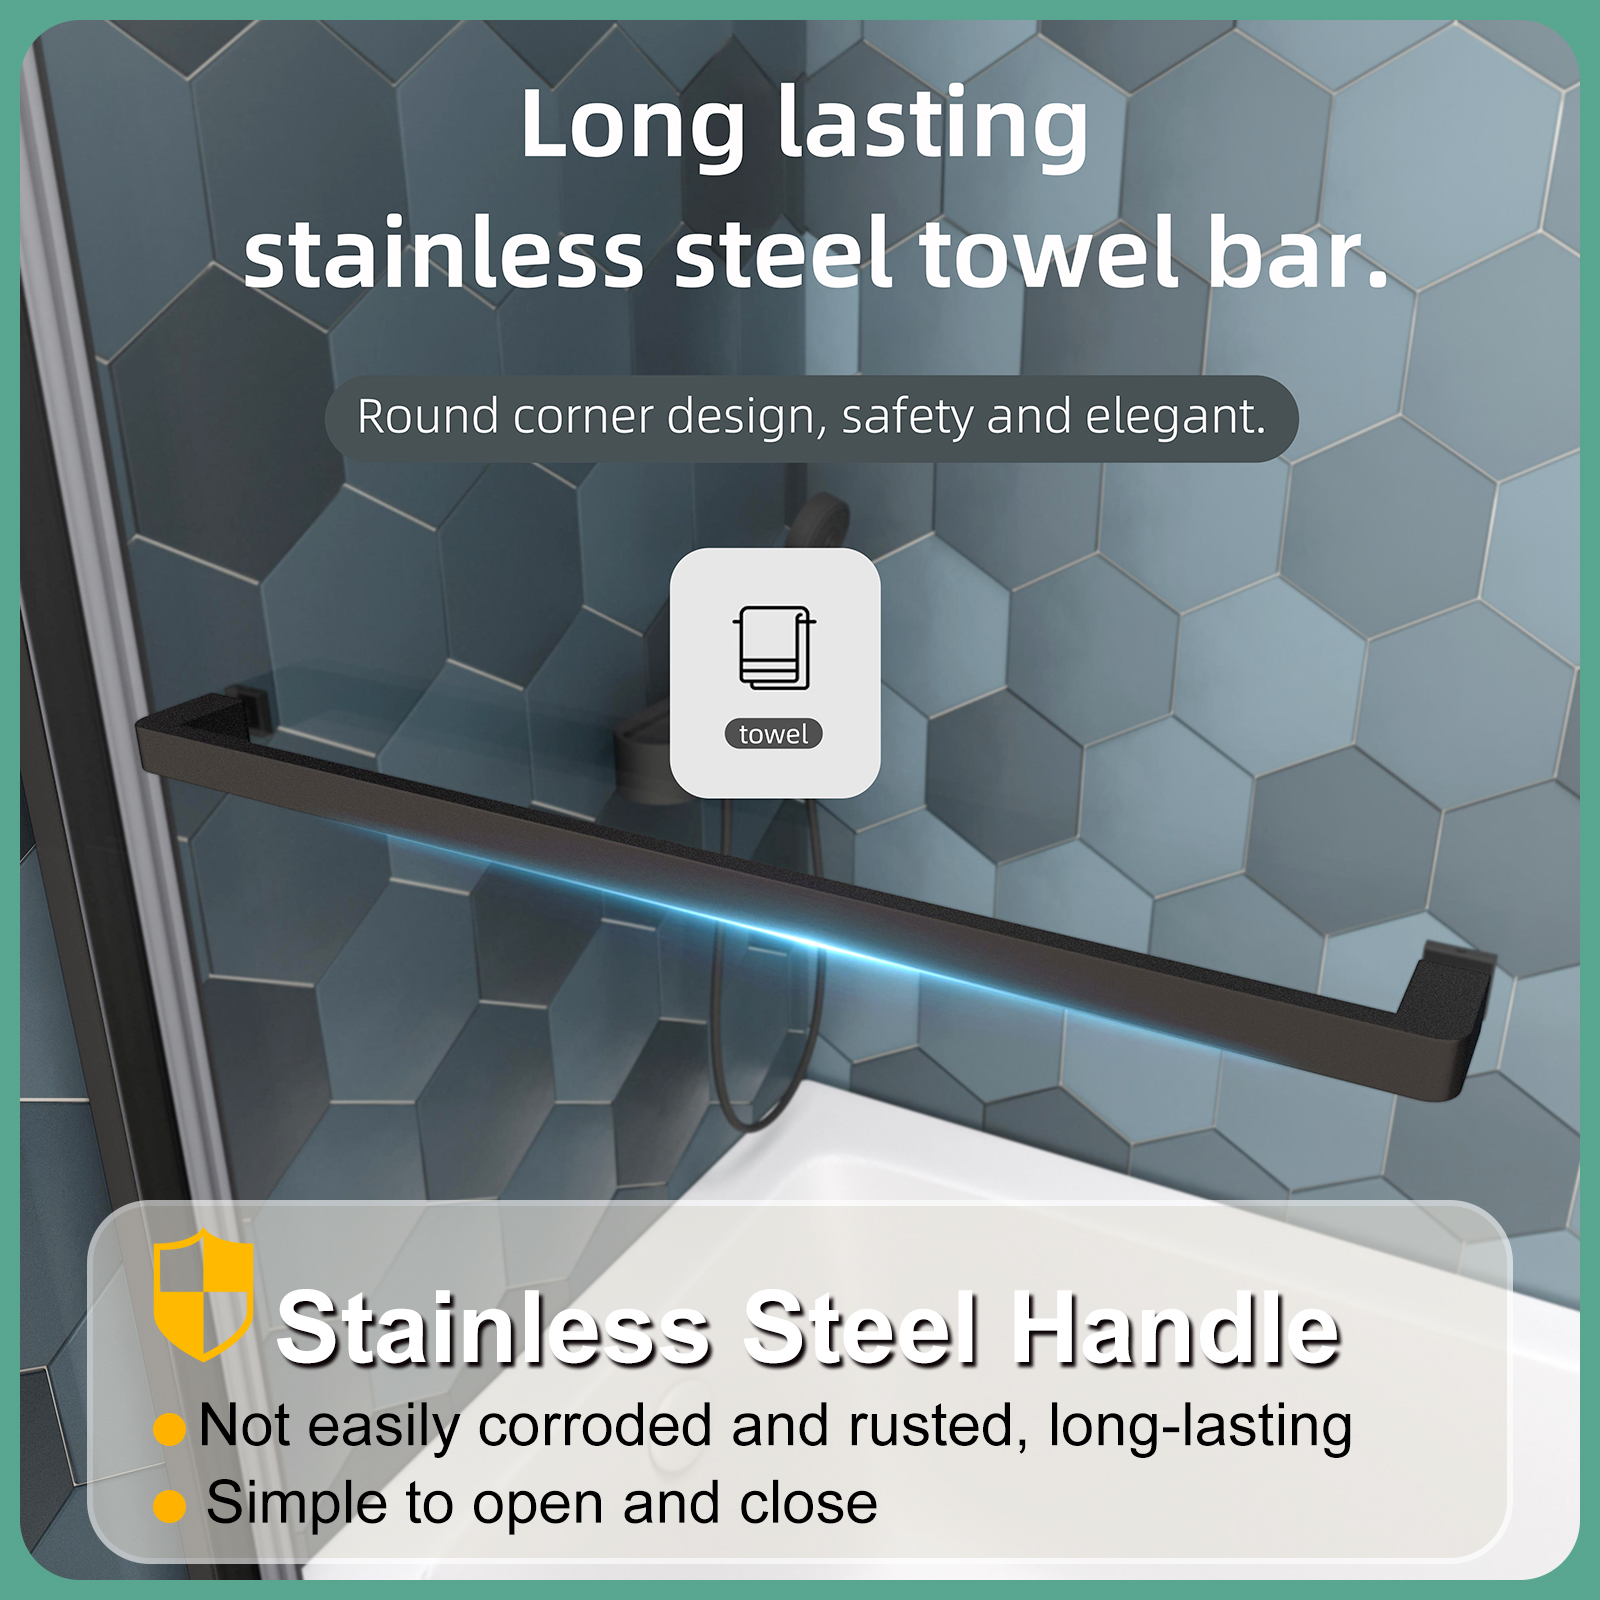 Long lasting
stainless steel towel bar.
Round corner design, safety and elegant.
towel
Stainless Steel Handle
Not easily corroded and rusted, long-lasting
Simple to open and close